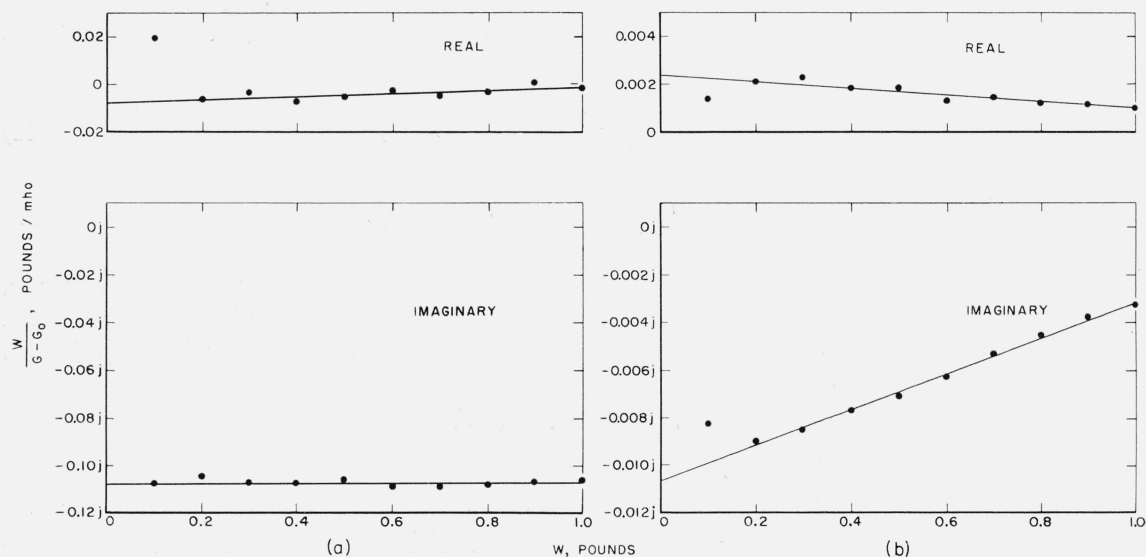 0.02
0
-0.02
REAL
0.004
0.002
0
REAL
W
G-G₀
, POUNDS / mho
0j
-0.02j
-0.04j
-0.06j
-0.08j
-0.10j
-0.12j
IMAGINARY
0 0.2 0.4 0.6 0.8 1.0
(a)
0j
-0.002j
-0.004j
-0.006j
-0.008j
-0.010j
-0.012j
IMAGINARY
0 0.2 0.4 0.6 0.8 1.0
(b)
W, POUNDS